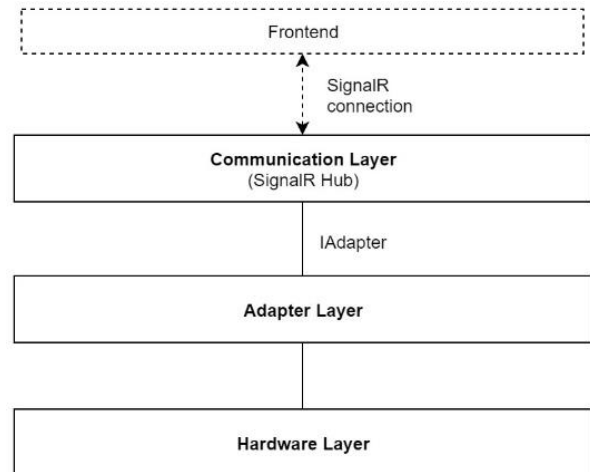 Frontend
SignalR
connection
Communication Layer
(SignalR Hub)
IAdapter
Adapter Layer
Hardware Layer